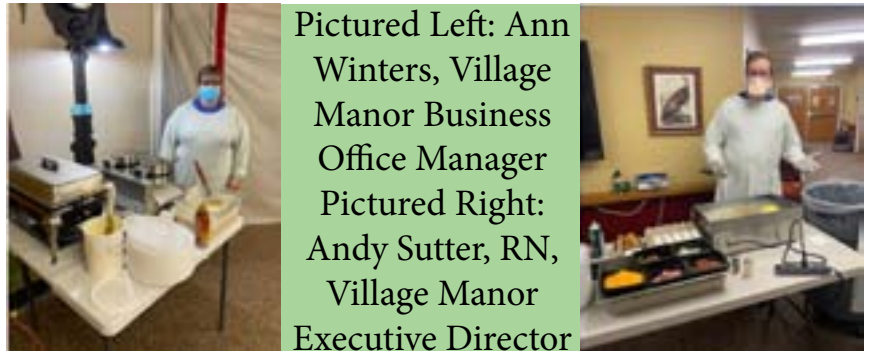 Pictured Left: Ann
Winters, Village
Manor Business
Office Manager
Pictured Right:
Andy Sutter, RN,
Village Manor
Executive Director